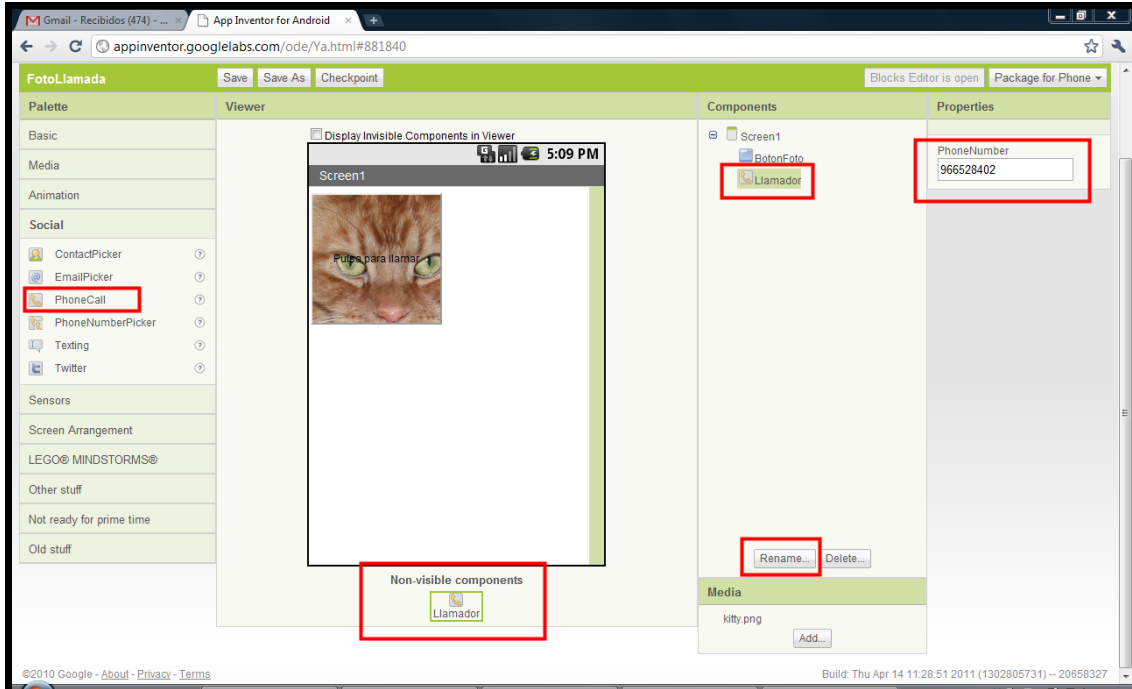 Gmail - Recibidos (474) - ...
App Inventor for Android
appinventor.googlelabs.com/ode/Ya.html#881840
FotoLlamada
Save
Save As
Checkpoint
Blocks Editor is open
Package for Phone
Palette
Viewer
Components
Properties
Basic
Media
Animation
Social
ContactPicker
EmailPicker
PhoneCall
PhoneNumberPicker
Texting
Twitter
Sensors
Screen Arrangement
LEGO® MINDSTORMS®
Other stuff
Not ready for prime time
Old stuff
Display Invisible Components in Viewer
5:09 PM
Screen1
Pulsa para llamar
Non-visible components
Llamador
Screen1
BotonFoto
Llamador
Rename...
Delete...
Media
kitty.png
Add...
PhoneNumber
966528402
©2010 Google - About - Privacy - Terms
Build: Thu Apr 14 11:28:51 2011 (1302805731) -- 20658327